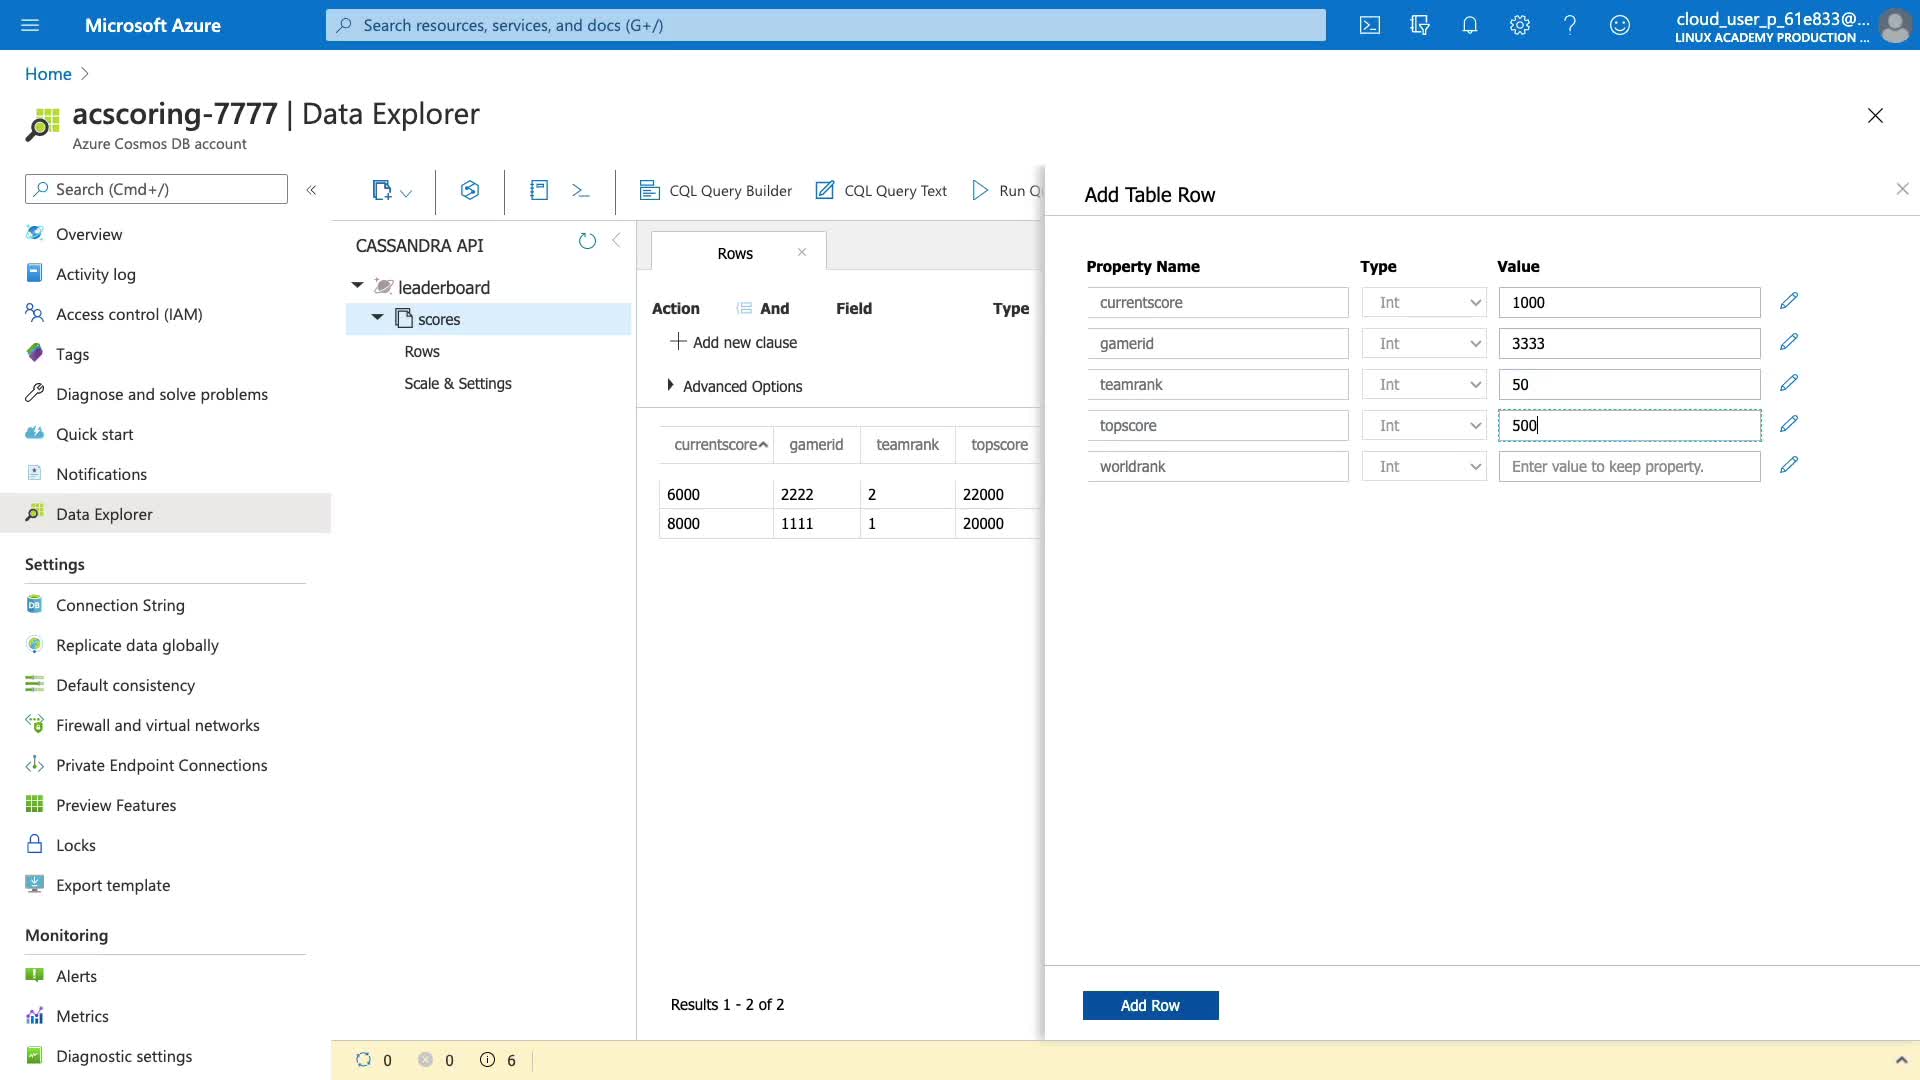 Microsoft Azure
Search resources, services, and docs (G+/)
cloud_user_p_61e833@...
LINUX ACADEMY PRODUCTION ...
Home
acscoring-7777 | Data Explorer
Azure Cosmos DB account
Search (Cmd+/)
«
Overview
Activity log
Access control (IAM)
Tags
Diagnose and solve problems
Quick start
Notifications
Data Explorer
Settings
Connection String
Replicate data globally
Default consistency
Firewall and virtual networks
Private Endpoint Connections
Preview Features
Locks
Export template
Monitoring
Alerts
Metrics
Diagnostic settings
CQL Query Builder
CQL Query Text
Run Q
CASSANDRA API
leaderboard
scores
Rows
Scale & Settings
Rows
Action And Field Type
Add new clause
Advanced Options
currentscore gamerid teamrank topscore
6000 2222 2 22000
8000 1111 1 20000
Results 1 - 2 of 2
Add Table Row
Property Name Type Value
currentscore Int 1000
gamerid Int 3333
teamrank Int 50
topscore Int 500
worldrank Int Enter value to keep property.
Add Row
0 0 6